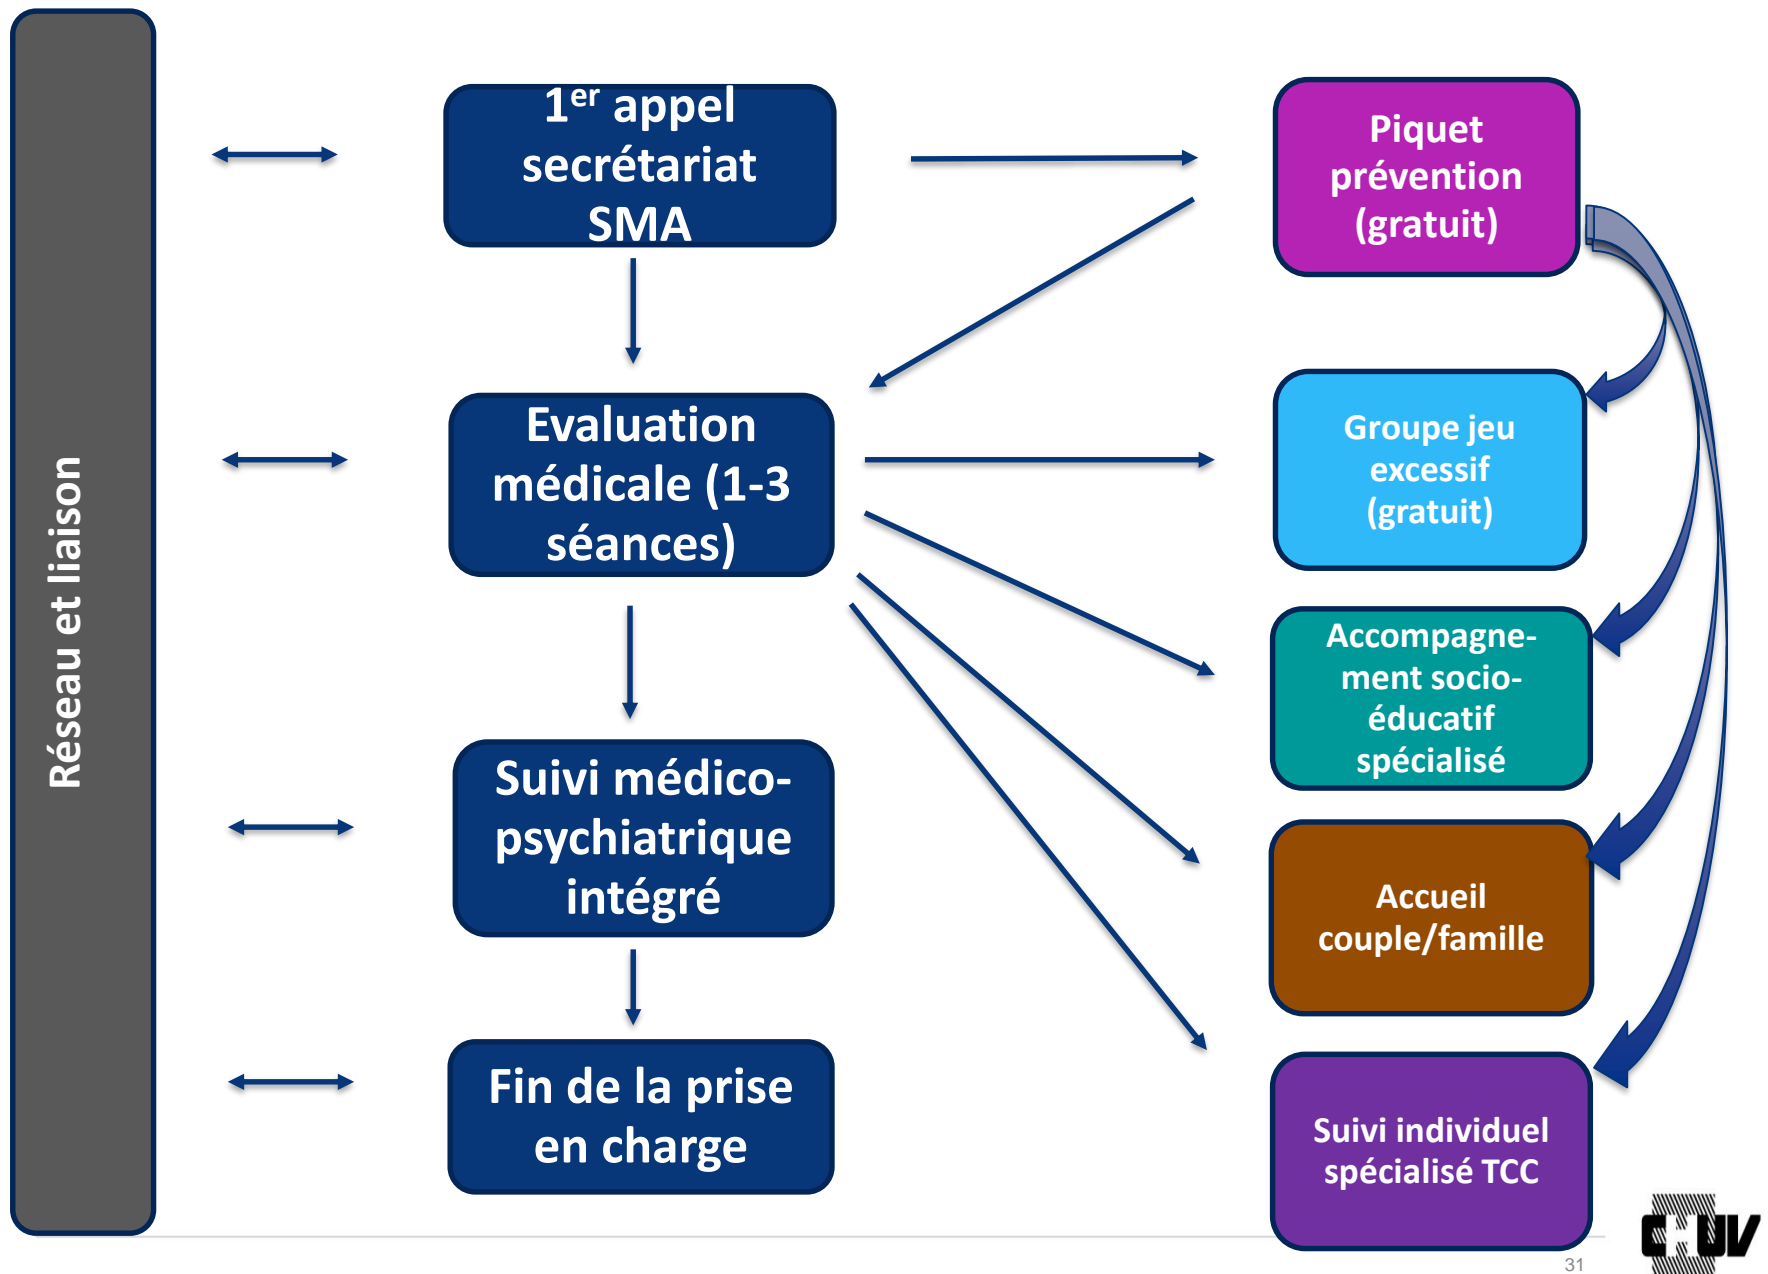 Réseau et liaison
1er appel
secrétariat
SMA
Piquet
prévention
(gratuit)
Evaluation
médicale (1-3
séances)
Groupe jeu
excessif
(gratuit)
Accompagne-
ment socio-
éducatif
spécialisé
Suivi médico-
psychiatrique
intégré
Accueil
couple/famille
Fin de la prise
en charge
Suivi individuel
spécialisé TCC
31
CHUV